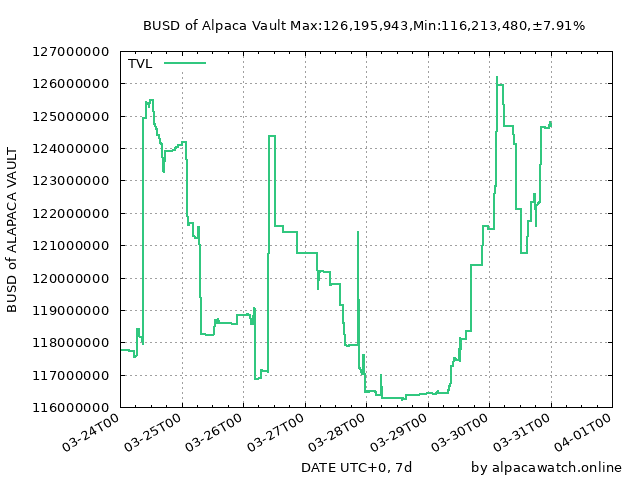 BUSD of Alpaca Vault Max:126,195,943,Min:116,213,480,±7.91%
127000000
126000000
125000000
124000000
123000000
122000000
121000000
120000000
119000000
118000000
117000000
116000000
TVL
BUSD of ALAPACA VAULT
03-24T00
03-25T00
03-26T00
03-27T00
03-28T00
03-29T00
03-30T00
03-31T00
04-01T00
DATE UTC+0, 7d
by alpacawatch.online